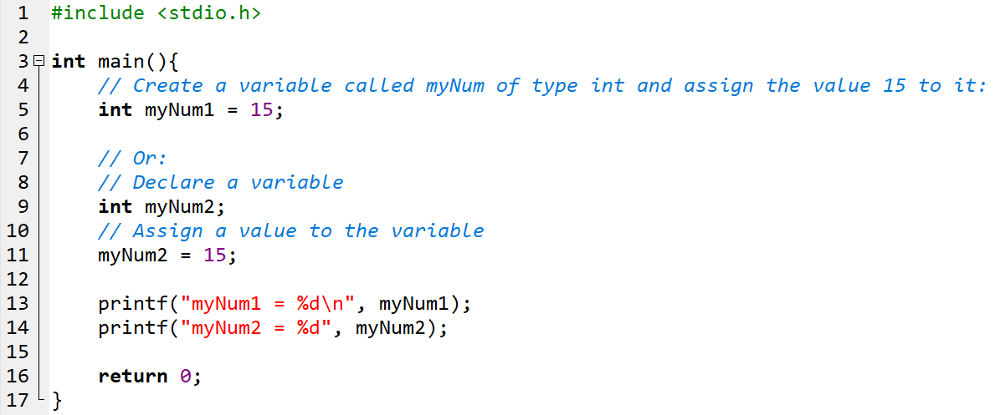 1 #include <stdio.h>
2
3 int main(){
4     // Create a variable called myNum of type int and assign the value 15 to it:
5     int myNum1 = 15;
6
7     // Or:
8     // Declare a variable
9     int myNum2;
10     // Assign a value to the variable
11     myNum2 = 15;
12
13     printf("myNum1 = %d\n", myNum1);
14     printf("myNum2 = %d", myNum2);
15
16     return 0;
17 }